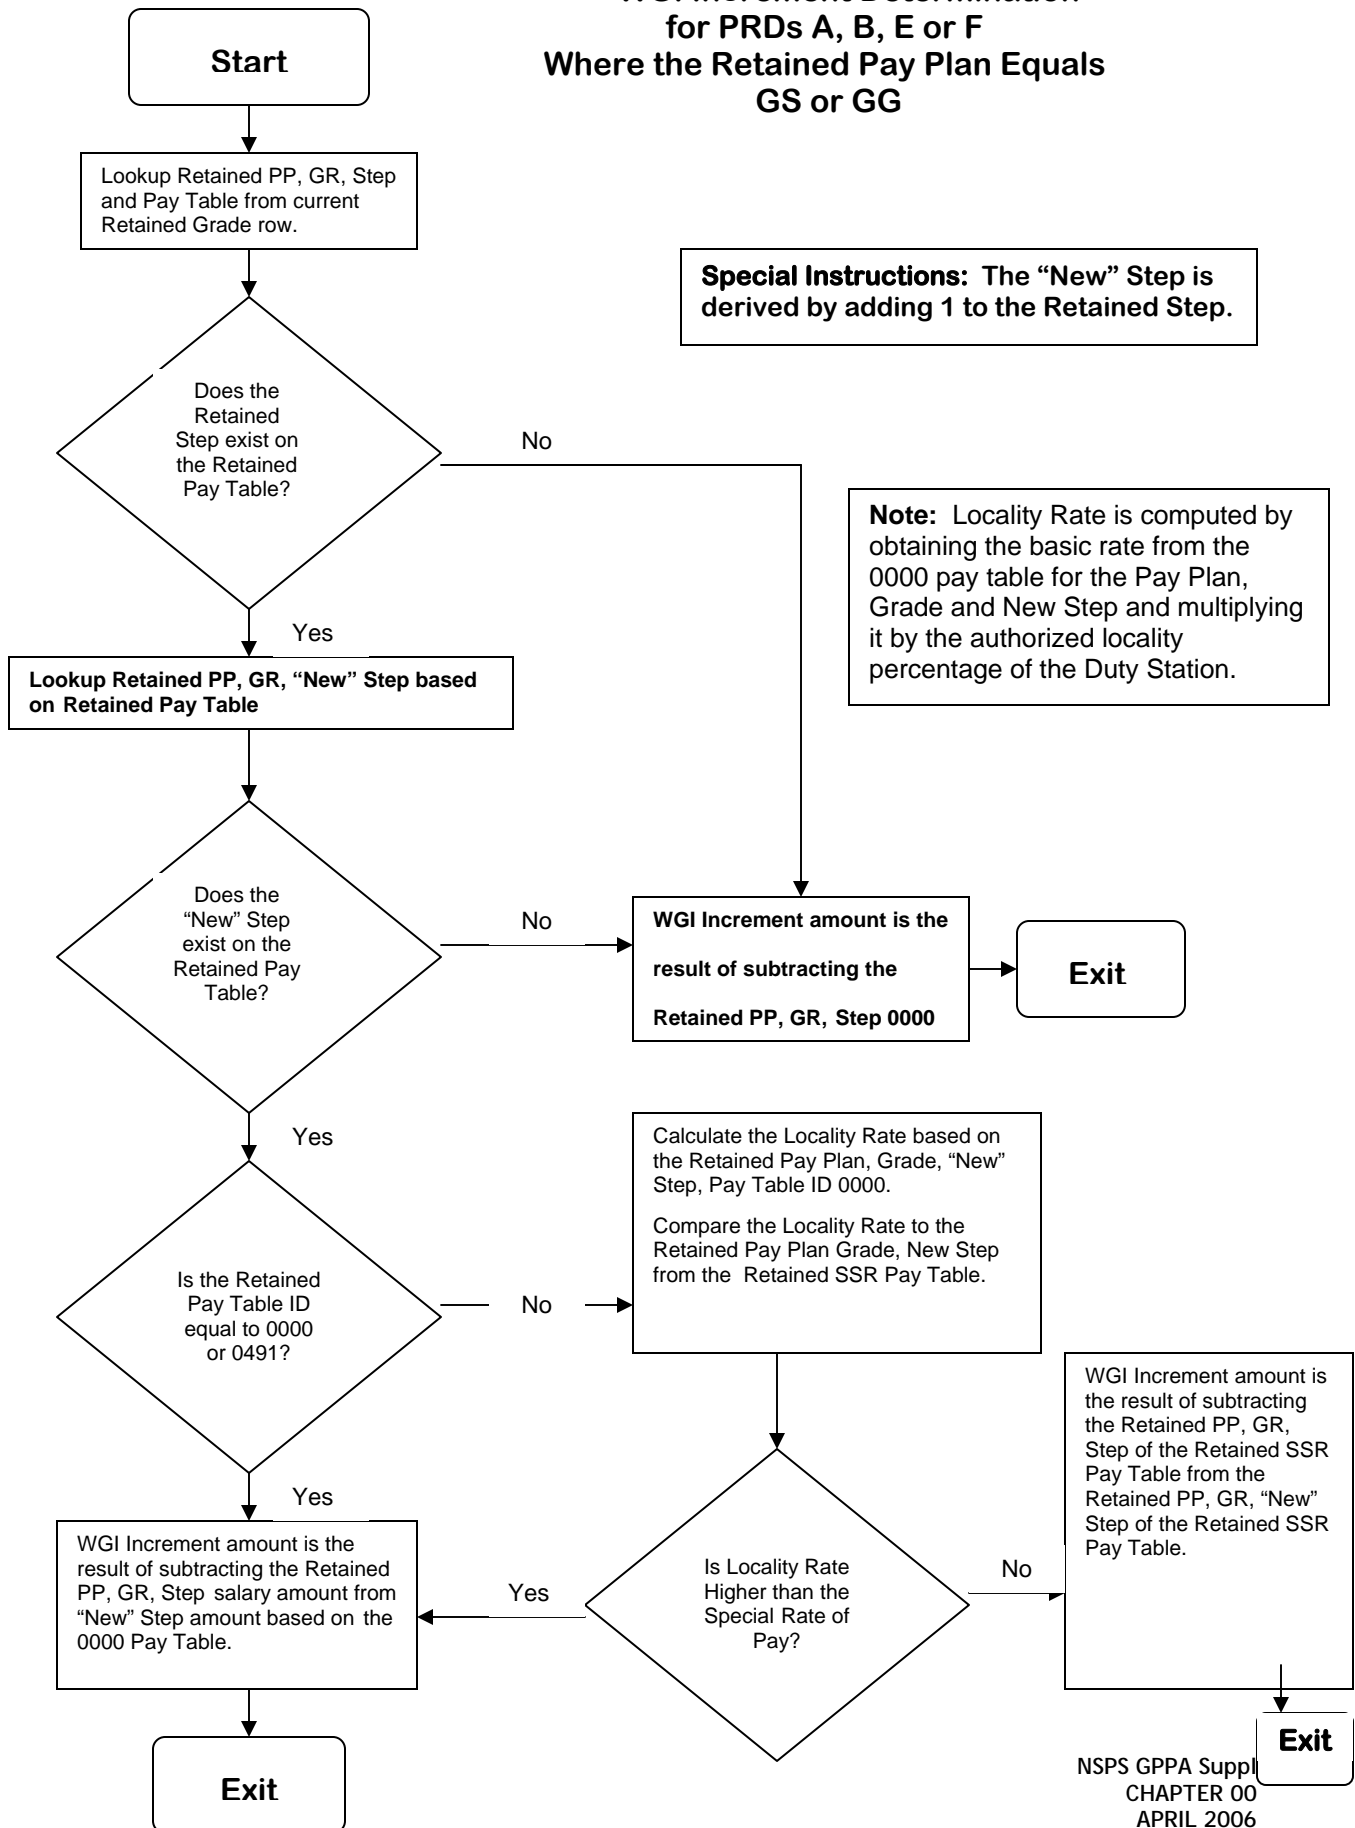 WGI Increment Determination
for PRDs A, B, E or F
Where the Retained Pay Plan Equals
GS or GG
Start
Lookup Retained PP, GR, Step
and Pay Table from current
Retained Grade row.
Special Instructions: The “New” Step is
derived by adding 1 to the Retained Step.
Does the
Retained
Step exist on
the Retained
Pay Table?
No
Note: Locality Rate is computed by
obtaining the basic rate from the
0000 pay table for the Pay Plan,
Grade and New Step and multiplying
it by the authorized locality
percentage of the Duty Station.
Yes
Lookup Retained PP, GR, “New” Step based
on Retained Pay Table
Does the
“New” Step
exist on the
Retained Pay
Table?
No
WGI Increment amount is the
result of subtracting the
Retained PP, GR, Step 0000
Exit
Yes
Calculate the Locality Rate based on
the Retained Pay Plan, Grade, “New”
Step, Pay Table ID 0000.
Compare the Locality Rate to the
Retained Pay Plan Grade, New Step
from the Retained SSR Pay Table.
Is the Retained
Pay Table ID
equal to 0000
or 0491?
No
WGI Increment amount is
the result of subtracting
the Retained PP, GR,
Step of the Retained SSR
Pay Table from the
Retained PP, GR, “New”
Step of the Retained SSR
Pay Table.
Yes
WGI Increment amount is the
result of subtracting the Retained
PP, GR, Step salary amount from
“New” Step amount based on the
0000 Pay Table.
Yes
Is Locality Rate
Higher than the
Special Rate of
Pay?
No
Exit
Exit
NSPS GPPA Suppl
CHAPTER 00
APRIL 2006